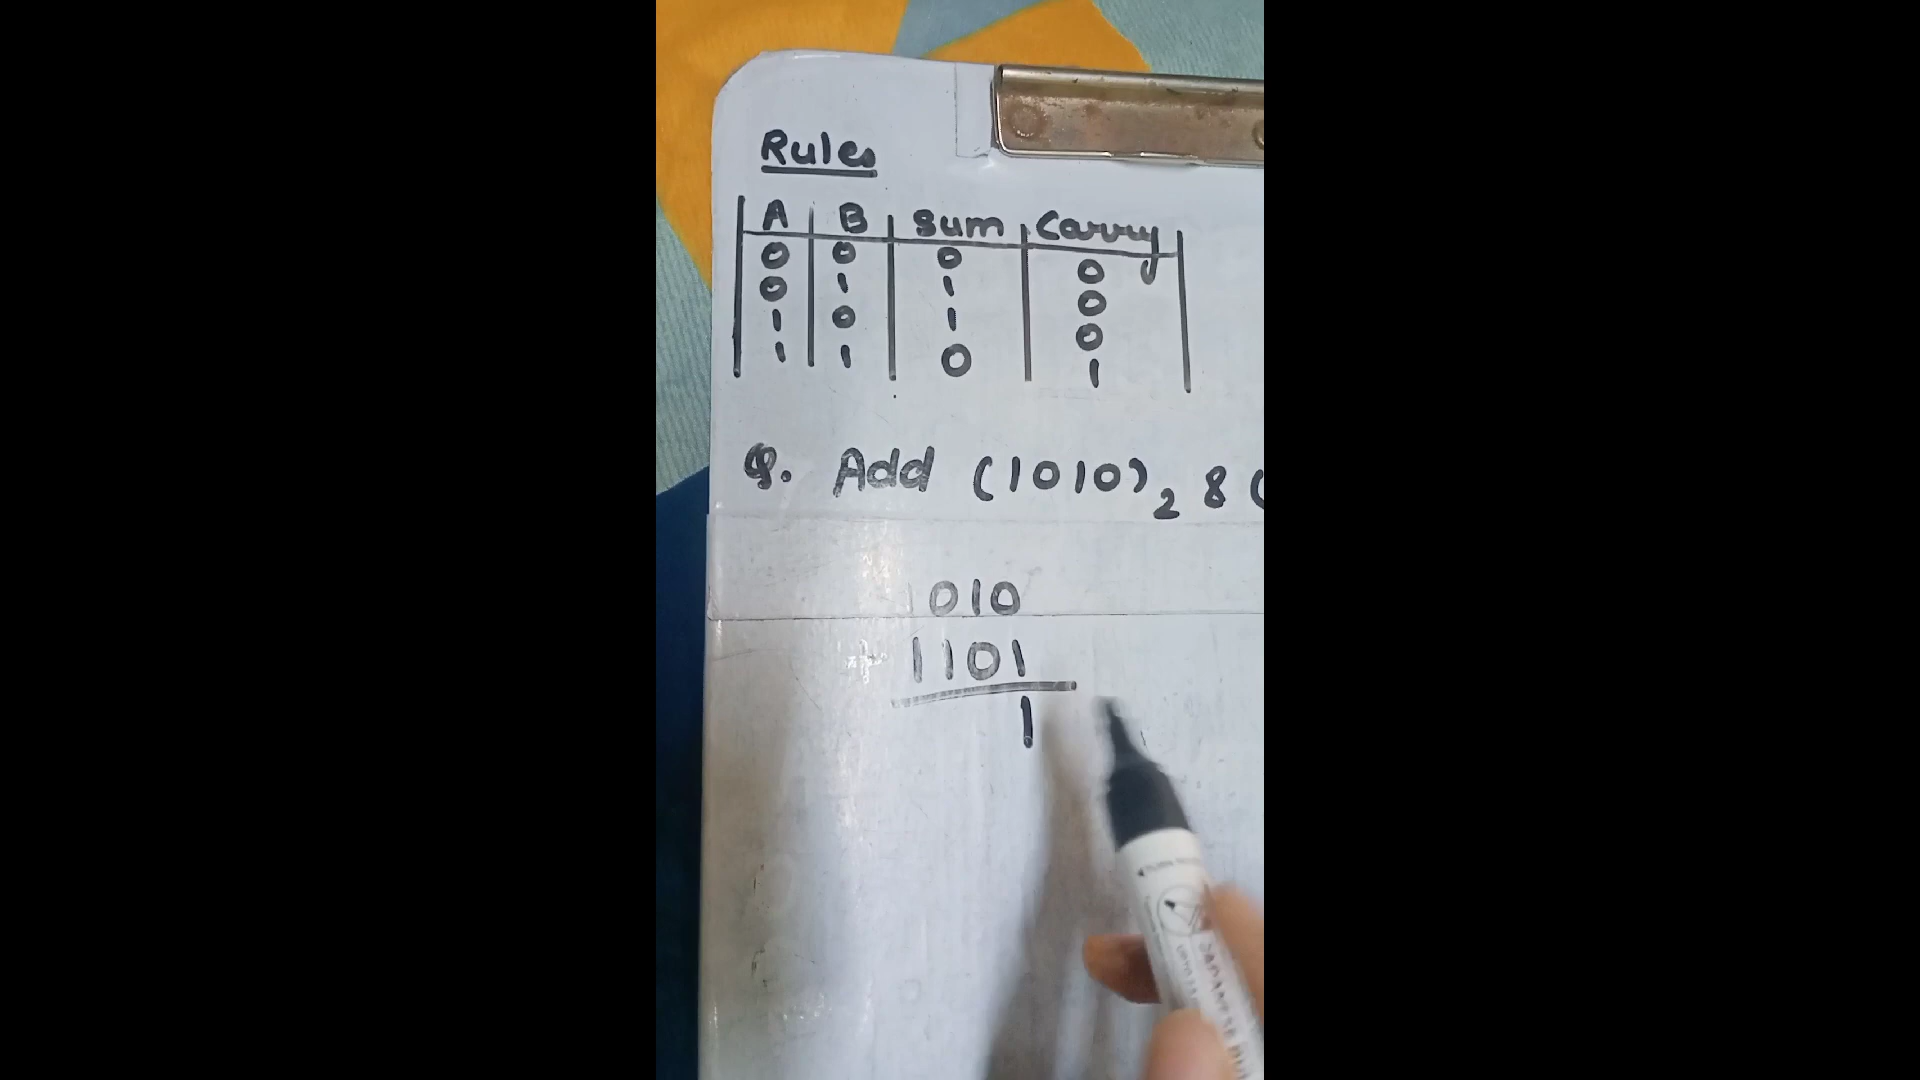 Rules
A B Sum Carry
0 0 0 0
0 1 1 0
1 0 1 0
1 1 0 1
Q. Add (1010)2 & (
1010
+ 1101
1